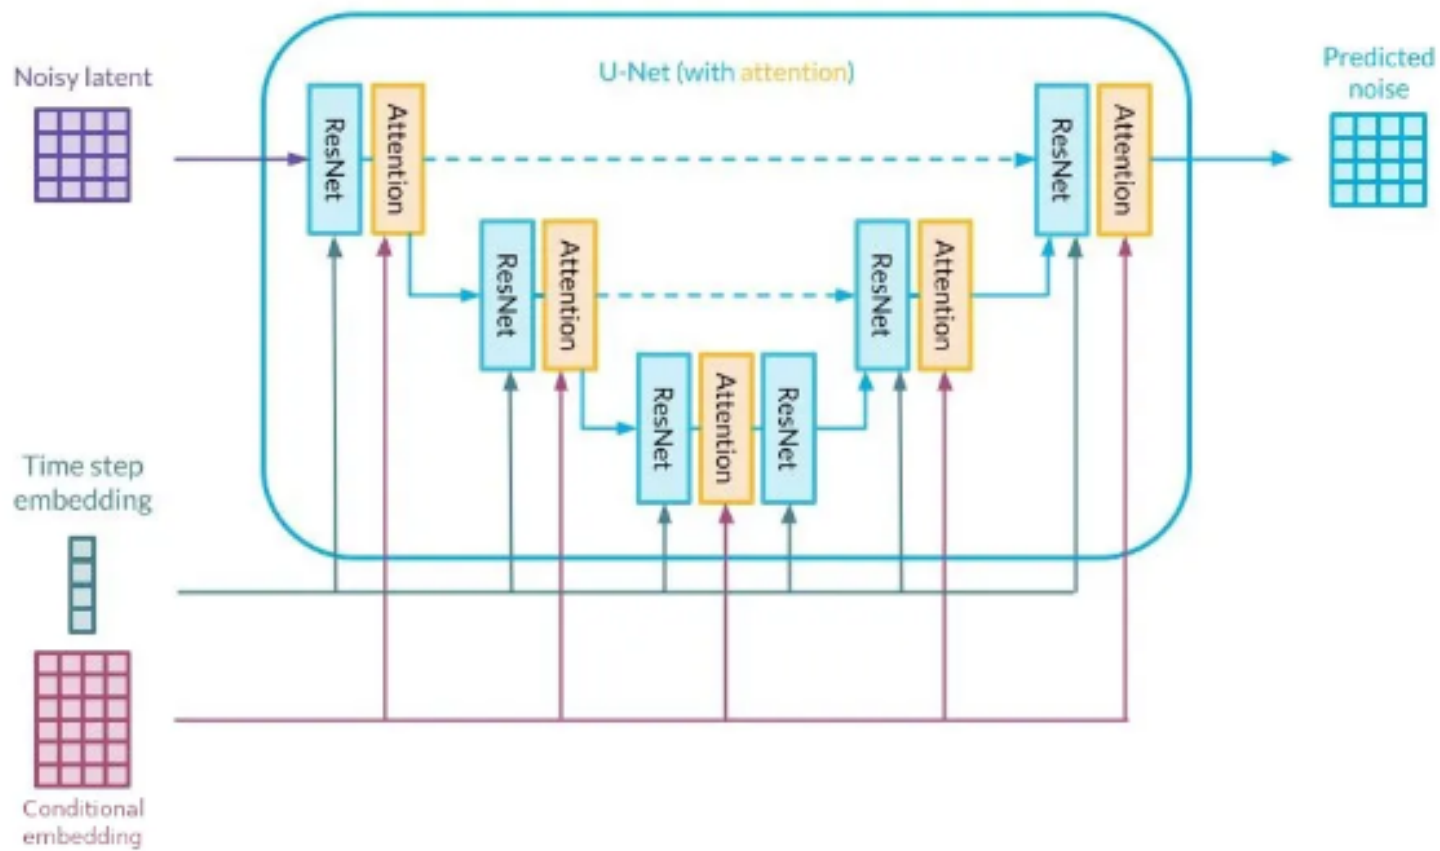 U-Net (with attention)
Noisy latent
Predicted
noise
ResNet
Attention
ResNet
Attention
ResNet
Attention
ResNet
Attention
ResNet
Attention
ResNet
Time step
embedding
Conditional
embedding